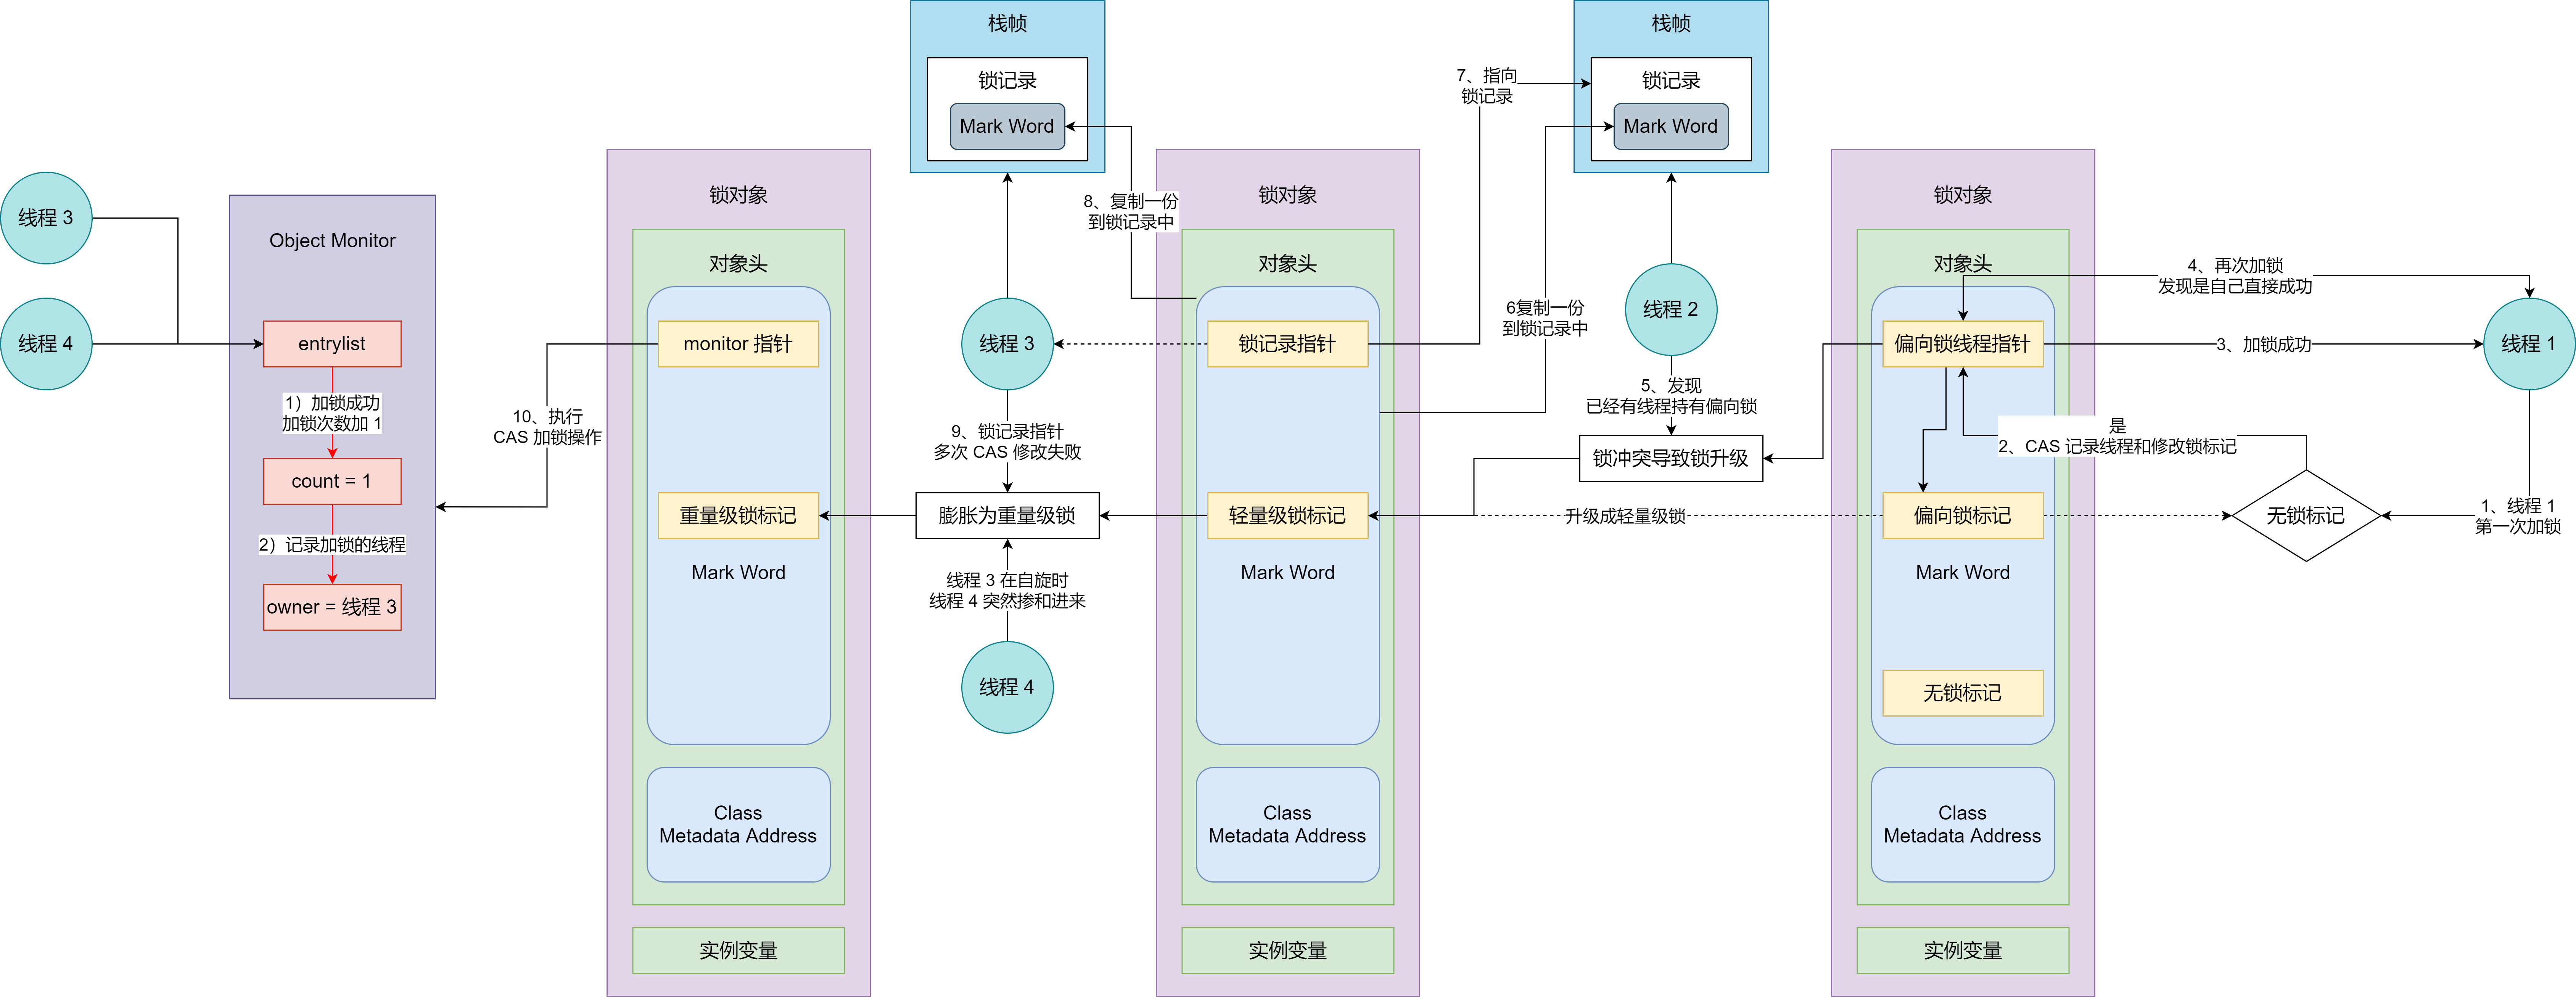 线程 3
线程 4
Object Monitor
entrylist
1）加锁成功
加锁次数加 1
count = 1
2）记录加锁的线程
owner = 线程 3
10、执行
CAS 加锁操作
锁对象
对象头
monitor 指针
重量级锁标记
Mark Word
Class
Metadata Address
实例变量
栈帧
锁记录
Mark Word
8、复制一份
到锁记录中
线程 3
9、锁记录指针
多次 CAS 修改失败
膨胀为重量级锁
线程 3 在自旋时
线程 4 突然掺和进来
线程 4
锁对象
对象头
锁记录指针
轻量级锁标记
Mark Word
Class
Metadata Address
实例变量
7、指向
锁记录
栈帧
锁记录
Mark Word
6复制一份
到锁记录中
线程 2
5、发现
已经有线程持有偏向锁
锁冲突导致锁升级
升级成轻量级锁
锁对象
对象头
偏向锁线程指针
偏向锁标记
Mark Word
无锁标记
Class
Metadata Address
实例变量
4、再次加锁
发现是自己直接成功
3、加锁成功
线程 1
是
2、CAS 记录线程和修改锁标记
无锁标记
1、线程 1
第一次加锁